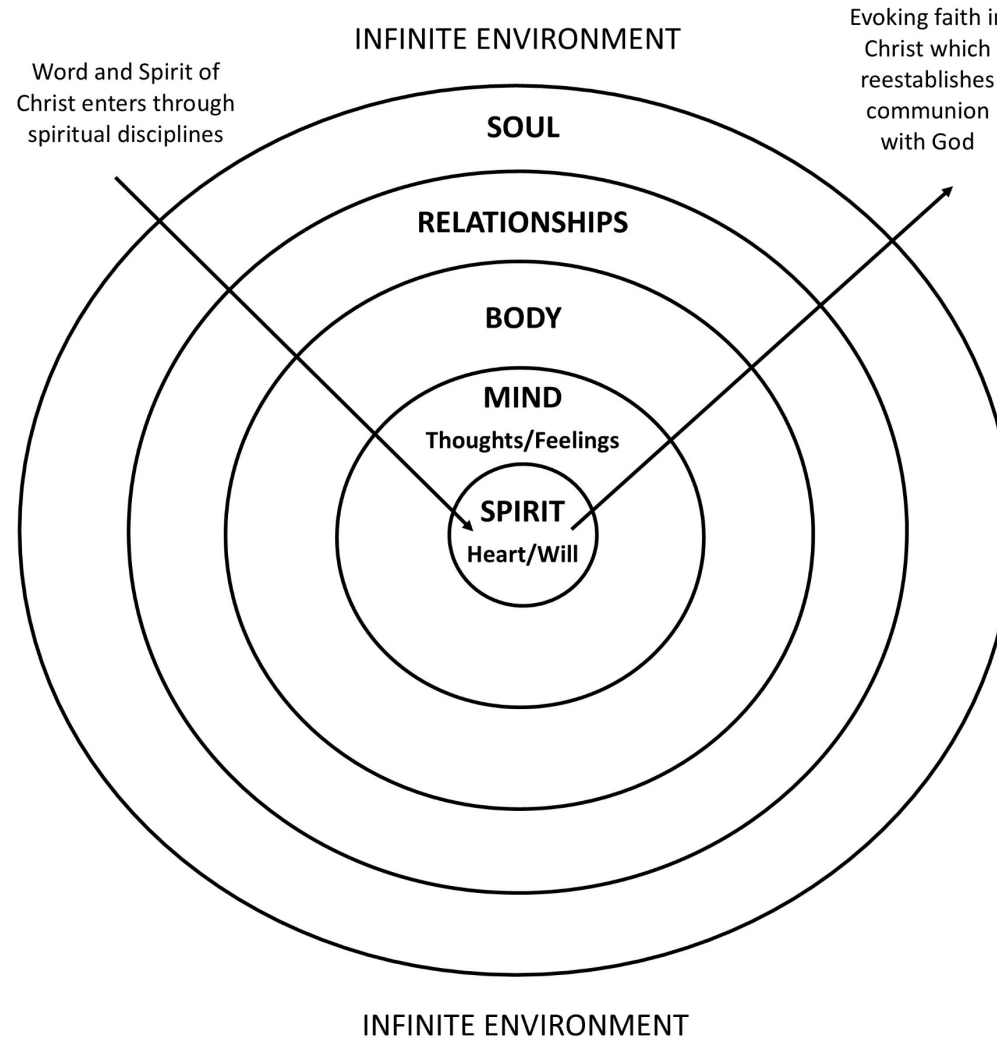 INFINITE ENVIRONMENT
Word and Spirit of
Christ enters through
spiritual disciplines
Evoking faith in
Christ which
reestablishes
communion
with God
SOUL
RELATIONSHIPS
BODY
MIND
Thoughts/Feelings
SPIRIT
Heart/Will
INFINITE ENVIRONMENT